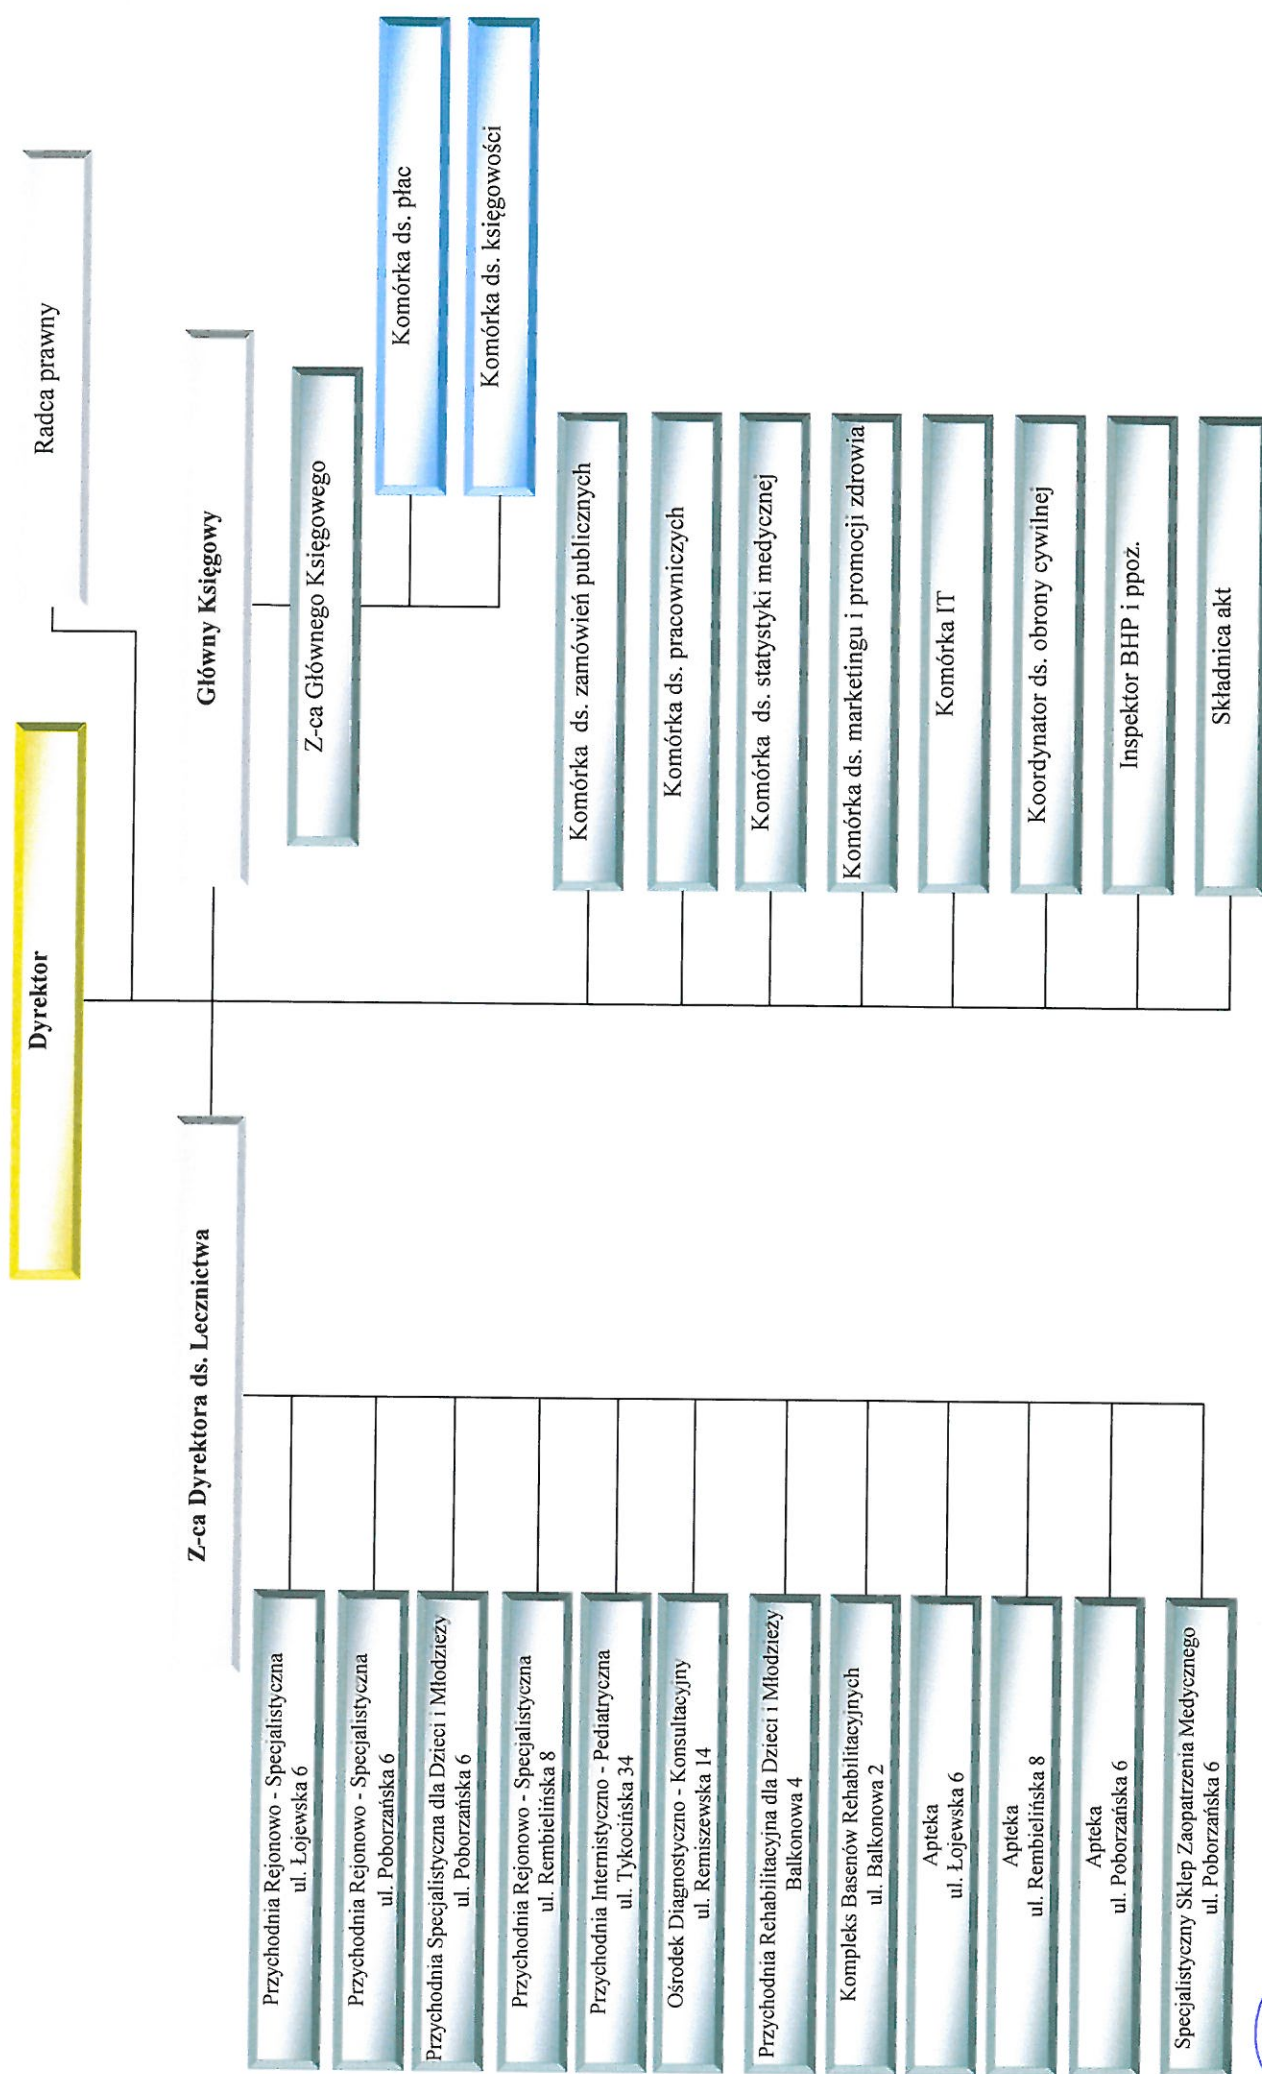 Dyrektor
Radca prawny
Z-ca Dyrektora ds. Lecznictwa
Główny Księgowy
Przychodnia Rejonowo - Specjalistyczna
ul. Łojewska 6
Przychodnia Rejonowo - Specjalistyczna
ul. Poborzańska 6
Przychodnia Specjalistyczna dla Dzieci i Młodzieży
ul. Poborzańska 6
Przychodnia Rejonowo - Specjalistyczna
ul. Rembielińska 8
Przychodnia Internistyczno - Pediatryczna
ul. Tykocińska 34
Ośrodek Diagnostyczno - Konsultacyjny
ul. Remiszewska 14
Przychodnia Rehabilitacyjna dla Dzieci i Młodzieży
Balkonowa 4
Kompleks Basenów Rehabilitacyjnych
ul. Balkonowa 2
Apteka
ul. Łojewska 6
Apteka
ul. Rembielińska 8
Apteka
ul. Poborzańska 6
Specjalistyczny Sklep Zaopatrzenia Medycznego
ul. Poborzańska 6
Z-ca Głównego Księgowego
Komórka ds. płac
Komórka ds. księgowości
Komórka ds. zamówień publicznych
Komórka ds. pracowniczych
Komórka ds. statystyki medycznej
Komórka ds. marketingu i promocji zdrowia
Komórka IT
Koordynator ds. obrony cywilnej
Inspektor BHP i ppoż.
Składnica akt